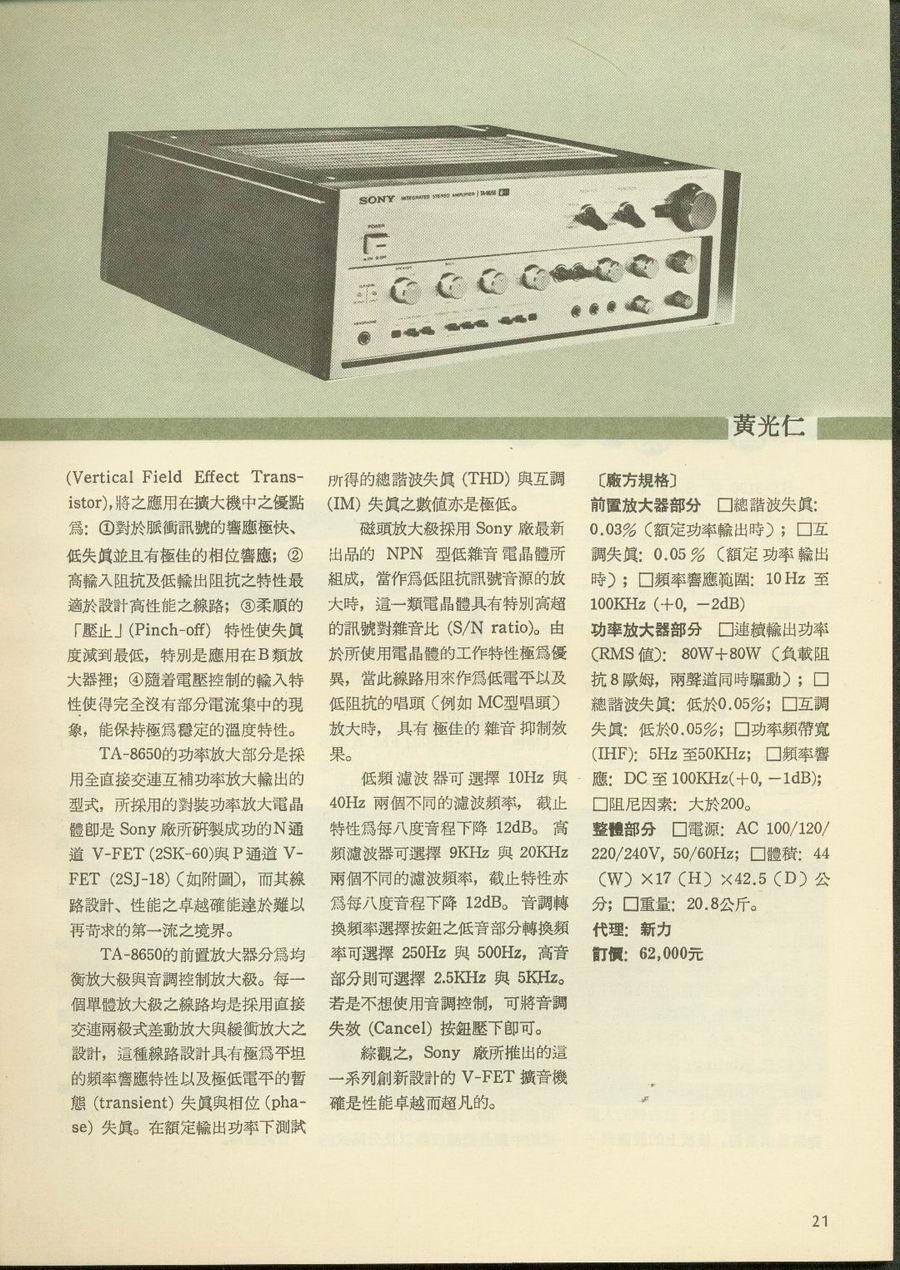 SONY INTEGRATED STEREO AMPLIFIER TA-8650
POWER
HEADPHONE
黃光仁
(Vertical Field Effect Trans-
istor),將之應用在擴大機中之優點
爲：①對於脈衝訊號的響應極快、
低失眞並且有極佳的相位響應；②
高輸入阻抗及低輸出阻抗之特性最
適於設計高性能之線路；③柔順的
「壓止」(Pinch-off) 特性使失眞
度減到最低，特別是應用在B類放
大器裡；④隨着電壓控制的輸入特
性使得完全沒有部分電流集中的現
象，能保持極爲穩定的溫度特性。
TA-8650的功率放大部分是採
用全直接交連互補功率放大輸出的
型式，所採用的對裝功率放大電晶
體卽是 Sony 廠所硏製成功的N通
道 V-FET (2SK-60)與P通道 V-
FET (2SJ-18)（如附圖），而其線
路設計、性能之卓越確能達於難以
再苛求的第一流之境界。
TA-8650的前置放大器分爲均
衡放大級與音調控制放大級。每一
個單體放大級之線路均是採用直接
交連兩級式差動放大與緩衝放大之
設計，這種線路設計具有極爲平坦
的頻率響應特性以及極低電平的暫
態 (transient) 失眞與相位 (pha-
se) 失眞。在額定輸出功率下測試
所得的總諧波失眞 (THD) 與互調
(IM) 失眞之數值亦是極低。
磁頭放大級採用 Sony 廠最新
出品的 NPN 型低雜音電晶體所
組成，當作爲低阻抗訊號音源的放
大時，這一類電晶體具有特別高超
的訊號對雜音比 (S/N ratio)。由
於所使用電晶體的工作特性極爲優
異，當此線路用來作爲低電平以及
低阻抗的唱頭（例如 MC型唱頭）
放大時，具有極佳的雜音抑制效
果。
低頻濾波器可選擇 10Hz 與
40Hz 兩個不同的濾波頻率，截止
特性爲每八度音程下降 12dB。高
頻濾波器可選擇 9KHz 與 20KHz
兩個不同的濾波頻率，截止特性亦
爲每八度音程下降 12dB。音調轉
換頻率選擇按鈕之低音部分轉換頻
率可選擇 250Hz 與 500Hz，高音
部分則可選擇 2.5KHz 與 5KHz。
若是不想使用音調控制，可將音調
失效 (Cancel) 按鈕壓下卽可。
綜觀之，Sony 廠所推出的這
一系列創新設計的 V-FET 擴音機
確是性能卓越而超凡的。
〔廠方規格〕
前置放大器部分 □總諧波失眞：
0.03%（額定功率輸出時）；□互
調失眞：0.05％（額定功率輸出
時）；□頻率響應範圍：10Hz 至
100KHz (+0, −2dB)
功率放大器部分 □連續輸出功率
(RMS值)：80W+80W（負載阻
抗8歐姆，兩聲道同時驅動）；□
總諧波失眞：低於0.05%；□互調
失眞：低於0.05%；□功率頻帶寬
(IHF)：5Hz 至50KHz；□頻率響
應：DC 至 100KHz(+0, −1dB)；
□阻尼因素：大於200。
整體部分 □電源：AC 100/120/
220/240V, 50/60Hz；□體積：44
（W）×17（H）×42.5（D）公
分；□重量：20.8公斤。
代理：新力
訂價：62,000元
21